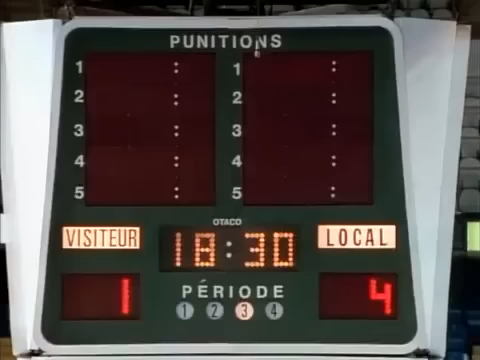 PUNITIONS
1 : 1 :
2 : 2 :
3 : 3 :
4 : 4 :
5 : 5 :
OTACO
VISITEUR 18:30 LOCAL
1 PÉRIODE 4
1 2 3 4